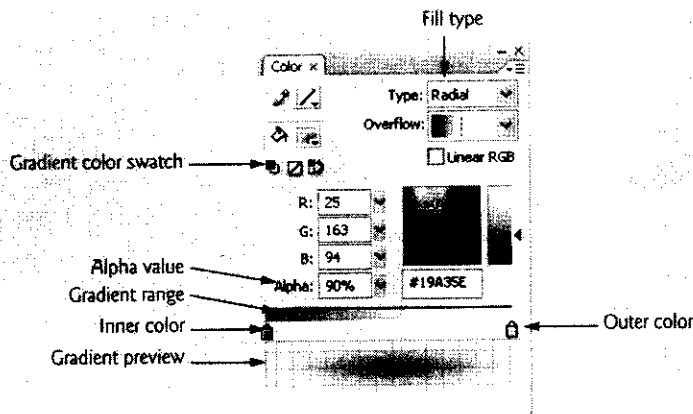 Fill type
Color ×
Type: Radial
Overflow:
Gradient color swatch
Linear RGB
R: 25
G: 163
B: 94
Alpha value
Alpha: 90%
#19A35E
Gradient range
Inner color
Outer color
Gradient preview